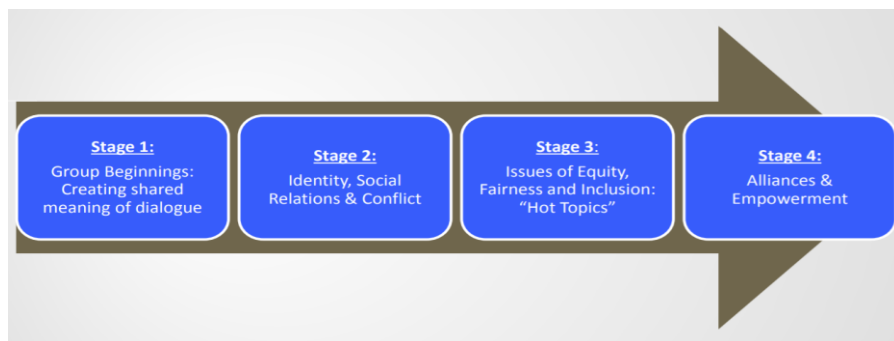 Stage 1:
Group Beginnings:
Creating shared
meaning of dialogue
Stage 2:
Identity, Social
Relations & Conflict
Stage 3:
Issues of Equity,
Fairness and Inclusion:
“Hot Topics”
Stage 4:
Alliances &
Empowerment